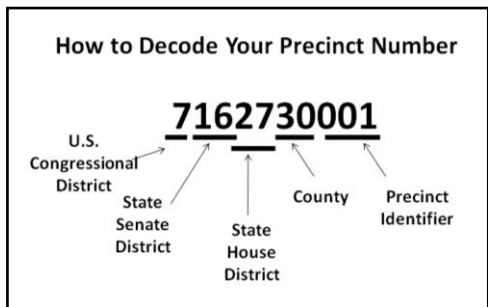 How to Decode Your Precinct Number
7162730001
U.S.
Congressional
District
State
Senate
District
State
House
District
County
Precinct
Identifier